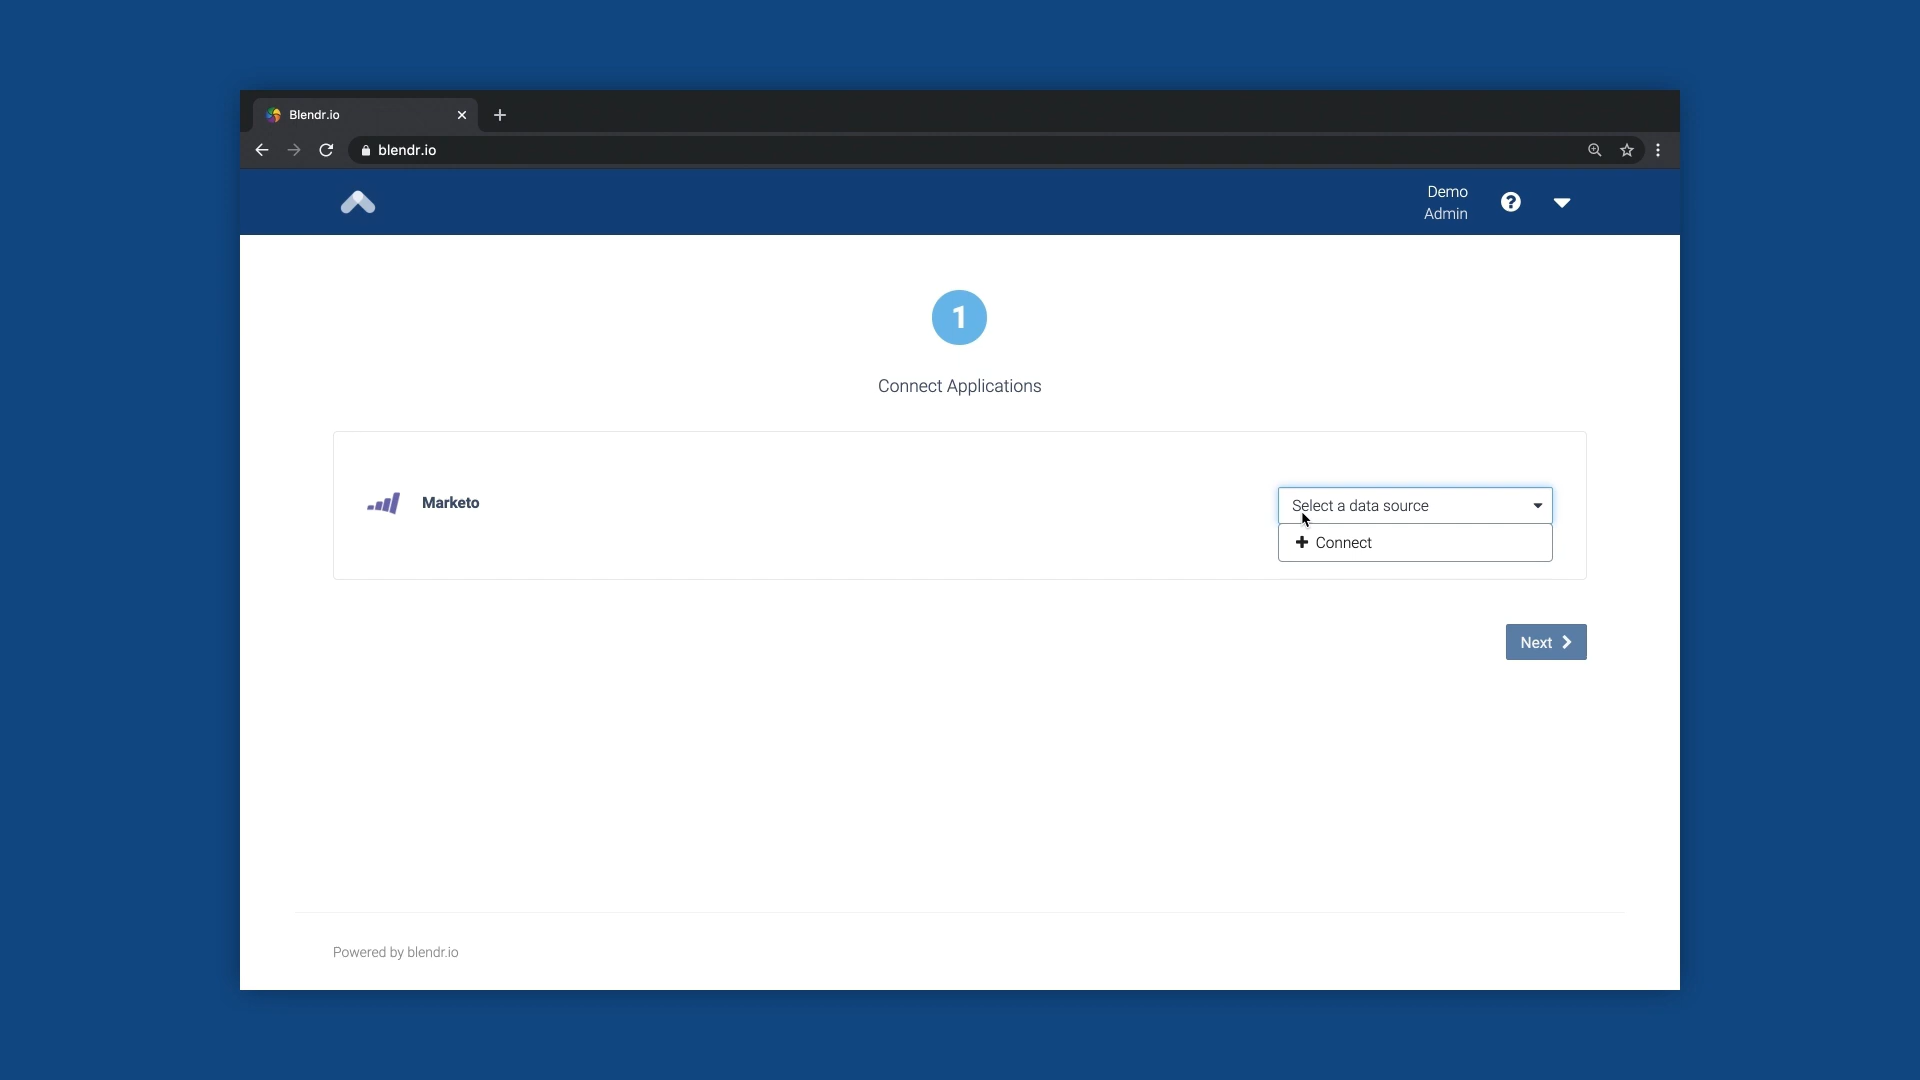 Blendr.io
blendr.io
Demo
Admin
1
Connect Applications
Marketo
Select a data source
Connect
Next
Powered by blendr.io